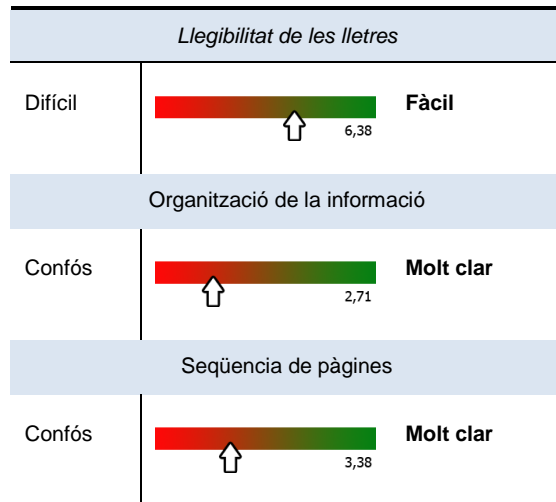 Llegibilitat de les lletres
Difícil Fàcil
6,38
Organització de la informació
Confós Molt clar
2,71
Seqüencia de pàgines
Confós Molt clar
3,38